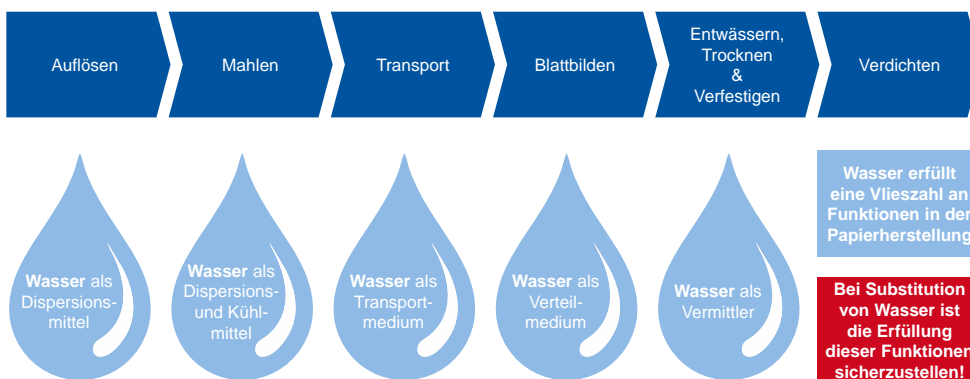 Auflösen
Mahlen
Transport
Blattbilden
Entwässern,
Trocknen
&
Verfestigen
Verdichten
Wasser als
Dispersions-
mittel
Wasser als
Dispersions-
und Kühl-
mittel
Wasser als
Transport-
medium
Wasser als
Verteil-
medium
Wasser als
Vermittler
Wasser erfüllt
eine Vlieszahl an
Funktionen in der
Papierherstellung
Bei Substitution
von Wasser ist
die Erfüllung
dieser Funktionen
sicherzustellen!